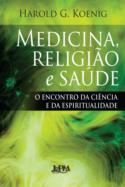 HAROLD G. KOENIG
MEDICINA,
RELIGIÃO
e SAÚDE
O ENCONTRO DA CIÊNCIA
E DA ESPIRITUALIDADE
L&PM